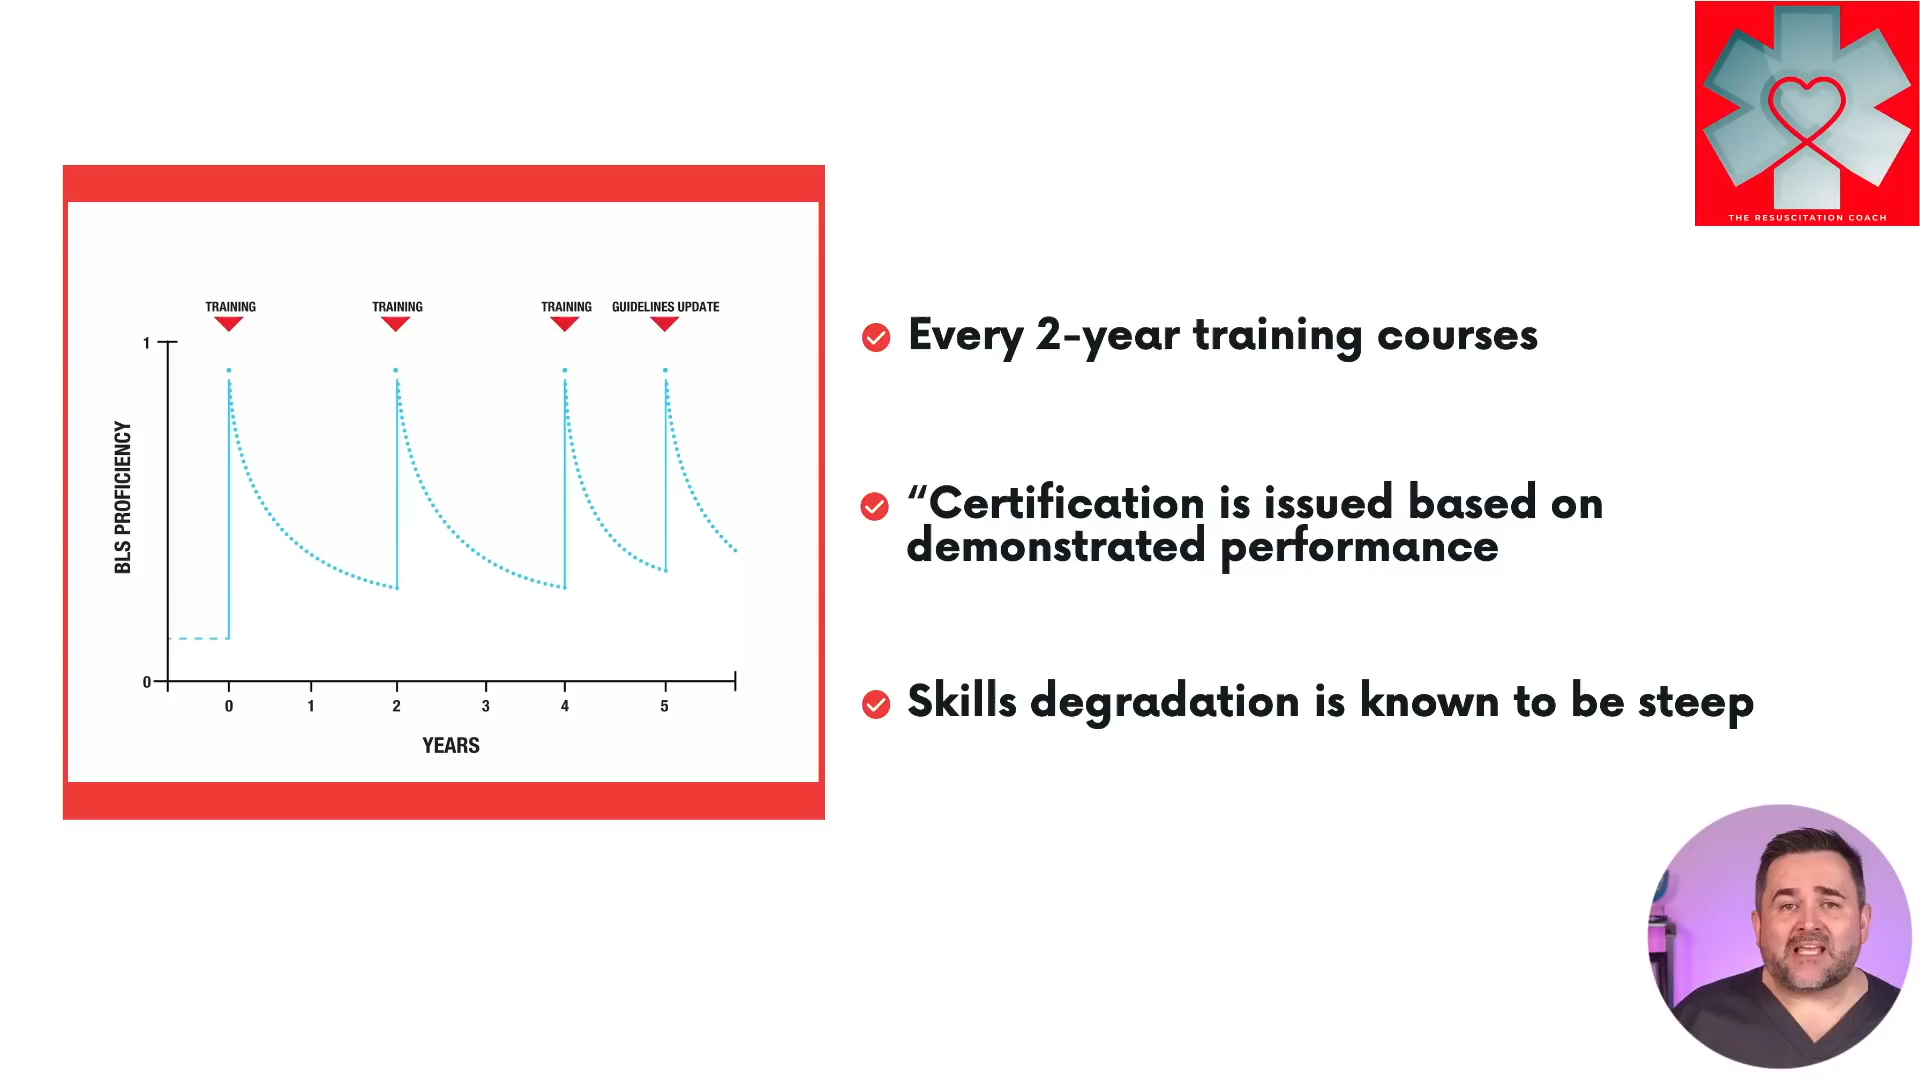 THE RESUSCITATION COACH
TRAINING
TRAINING
TRAINING
GUIDELINES UPDATE
1
BLS PROFICIENCY
0
0
1
2
3
4
5
YEARS
Every 2-year training courses
“Certification is issued based on
demonstrated performance
Skills degradation is known to be steep